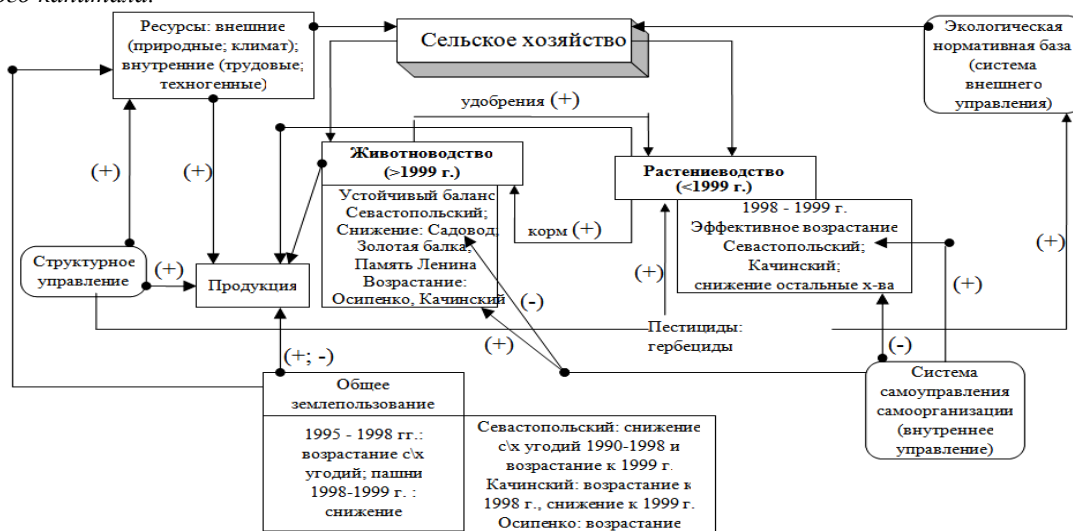 Ресурсы: внешние
(природные; климат);
внутренние (трудовые;
техногенные)
Сельское хозяйство
Экологическая
нормативная база
(система
внешнего
управления)
удобрения (+)
(+)
(+)
Животноводство
(>1999 г.)
Устойчивый баланс
Севастопольский;
Снижение: Садовод;
Золотая балка;
Память Ленина
Возрастание:
Осипенко, Качинский
корм (+)
Растениеводство
(<1999 г.)
1998 - 1999 г.
Эффективное возрастание
Севастопольский;
Качинский;
снижение остальные х-ва
(+)
(+)
(+)
Структурное
управление
(+)
Продукция
(-)
(+)
Пестициды:
гербециды
(-)
(+; -)
Общее
землепользование
1995 - 1998 гг.:
возрастание с\х
угодий; пашни
1998-1999 г. :
снижение
Севастопольский: снижение
с\х угодий 1990-1998 и
возрастание к 1999 г.
Качинский: возрастание к
1998 г., снижение к 1999 г.
Осипенко: возрастание
Система
самоуправления
самоорганизации
(внутреннее
управление)